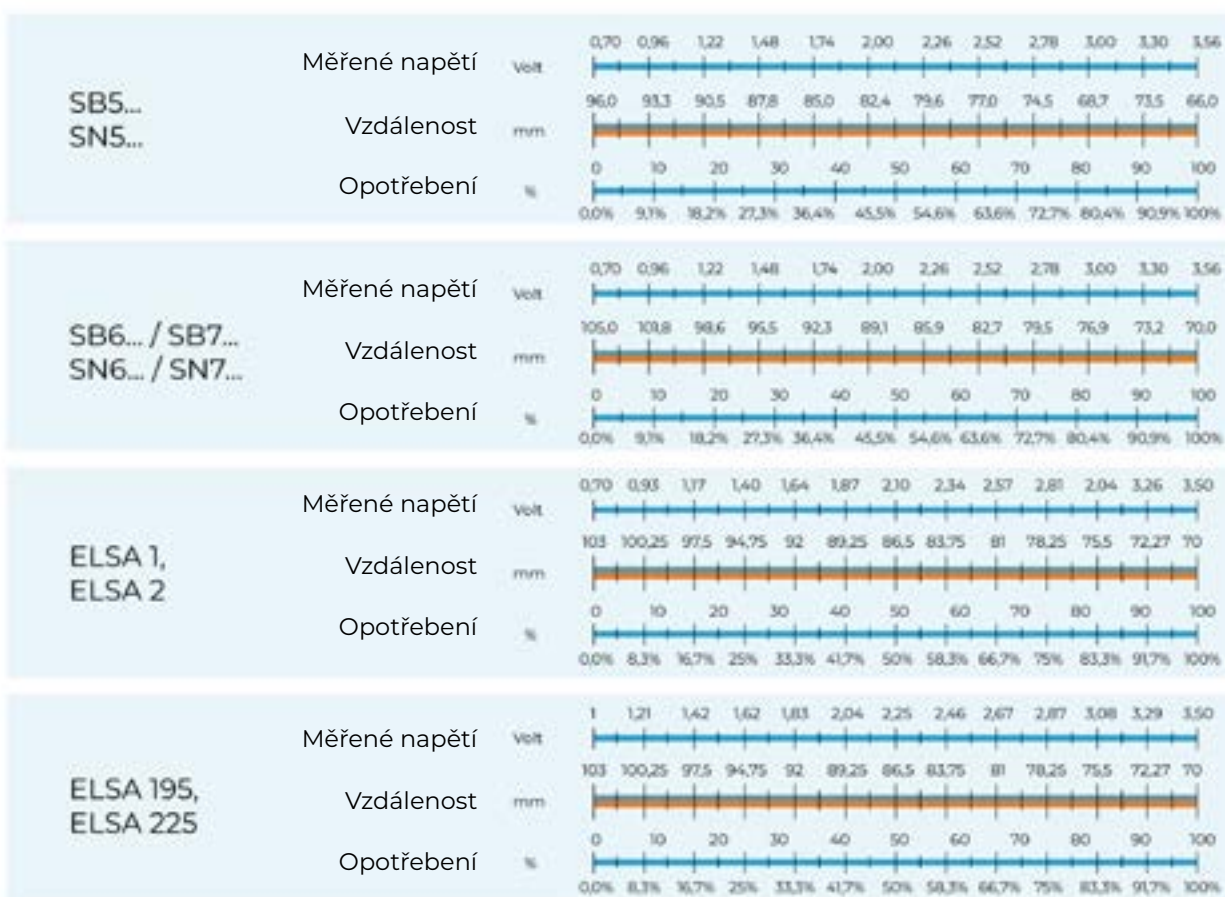 0,70 0,96 1,22 1,48 1,74 2,00 2,26 2,52 2,78 3,00 3,30 3,56
Měřené napětí Volt
96,0 93,3 90,5 87,8 85,0 82,4 79,6 77,0 74,5 68,7 73,5 66,0
SB5...
SN5...
Vzdálenost mm
0 10 20 30 40 50 60 70 80 90 100
Opotřebení %
0,0% 9,1% 18,2% 27,3% 36,4% 45,5% 54,6% 63,6% 72,7% 80,4% 90,9% 100%
0,70 0,96 1,22 1,48 1,74 2,00 2,26 2,52 2,78 3,00 3,30 3,56
Měřené napětí Volt
105,0 101,8 98,6 95,5 92,3 89,1 85,9 82,7 79,5 76,9 73,2 70,0
SB6... / SB7...
SN6... / SN7...
Vzdálenost mm
0 10 20 30 40 50 60 70 80 90 100
Opotřebení %
0,0% 9,1% 18,2% 27,3% 36,4% 45,5% 54,6% 63,6% 72,7% 80,4% 90,9% 100%
0,70 0,93 1,17 1,40 1,64 1,87 2,10 2,34 2,57 2,81 2,04 3,26 3,50
Měřené napětí Volt
103 100,25 97,5 94,75 92 89,25 86,5 83,75 81 78,25 75,5 72,27 70
ELSA 1,
ELSA 2
Vzdálenost mm
0 10 20 30 40 50 60 70 80 90 100
Opotřebení %
0,0% 8,3% 16,7% 25% 33,3% 41,7% 50% 58,3% 66,7% 75% 83,3% 91,7% 100%
1 1,21 1,42 1,62 1,83 2,04 2,25 2,46 2,67 2,87 3,08 3,29 3,50
Měřené napětí Volt
103 100,25 97,5 94,75 92 89,25 86,5 83,75 81 78,25 75,5 72,27 70
ELSA 195,
ELSA 225
Vzdálenost mm
0 10 20 30 40 50 60 70 80 90 100
Opotřebení %
0,0% 8,3% 16,7% 25% 33,3% 41,7% 50% 58,3% 66,7% 75% 83,3% 91,7% 100%